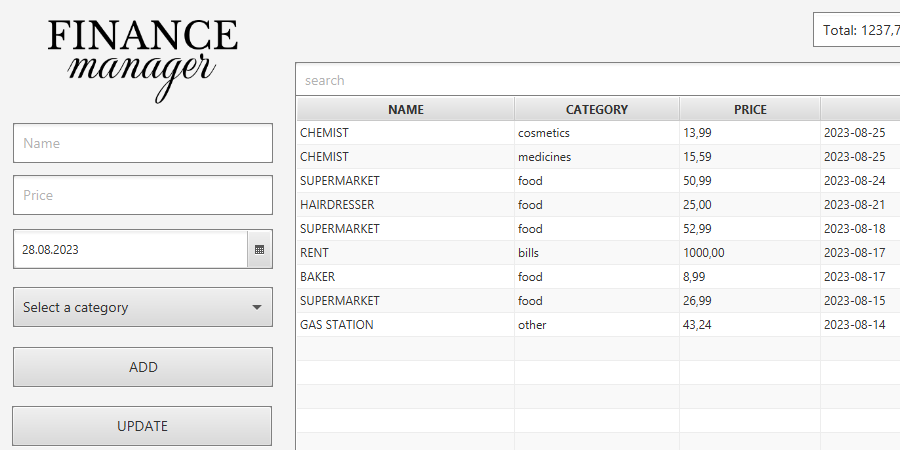 FINANCE
manager
Total: 1237,7
Name
Price
28.08.2023
Select a category
ADD
UPDATE
search
NAME CATEGORY PRICE
CHEMIST cosmetics 13,99 2023-08-25
CHEMIST medicines 15,59 2023-08-25
SUPERMARKET food 50,99 2023-08-24
HAIRDRESSER food 25,00 2023-08-21
SUPERMARKET food 52,99 2023-08-18
RENT bills 1000,00 2023-08-17
BAKER food 8,99 2023-08-17
SUPERMARKET food 26,99 2023-08-15
GAS STATION other 43,24 2023-08-14